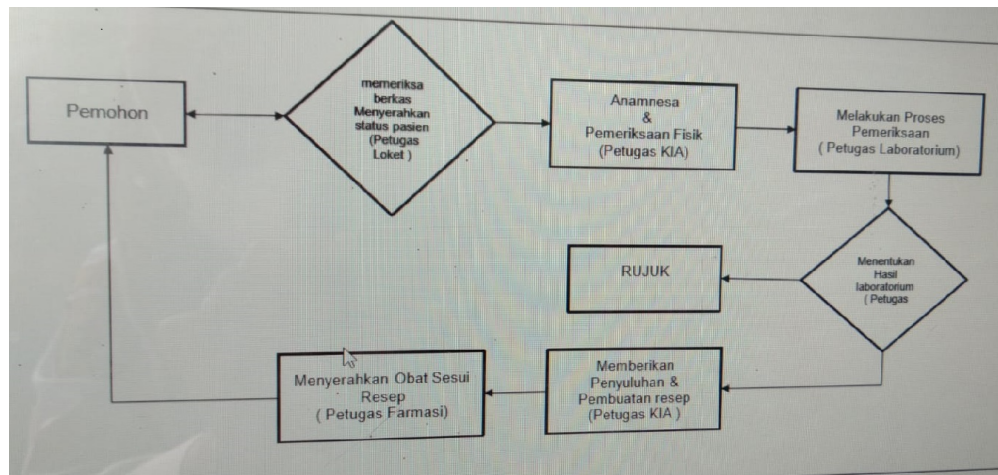 Pemohon
memeriksa
berkas
Menyerahkan
status pasien
(Petugas
Loket )
Anamnesa
&
Pemeriksaan Fisik
(Petugas KIA)
Melakukan Proses
Pemeriksaan
( Petugas Laboratorium)
Menentukan
Hasil
laboratorium
( Petugas
RUJUK
Memberikan
Penyuluhan &
Pembuatan resep
(Petugas KIA )
Menyerahkan Obat Sesui
Resep
( Petugas Farmasi)